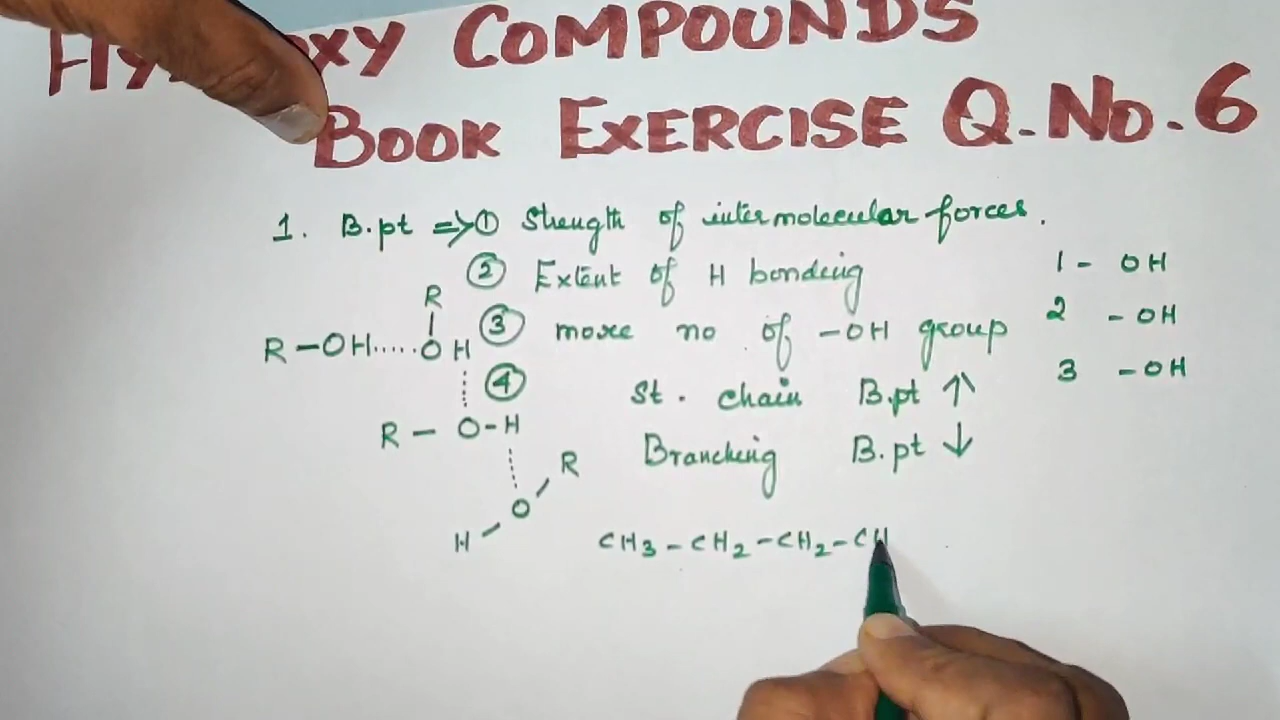 COMPOUNDS
BOOK EXERCISE Q.No.6
1. B.pt => ① Strength of intermolecular forces.
② Extent of H bonding
③ more no of -OH group
④ St. chain B.pt ↑
Branching B.pt ↓
1 - OH
2 - OH
3 - OH
R
R-OH.....O H
R - O-H
R
O
H
CH3-CH2-CH2-CH